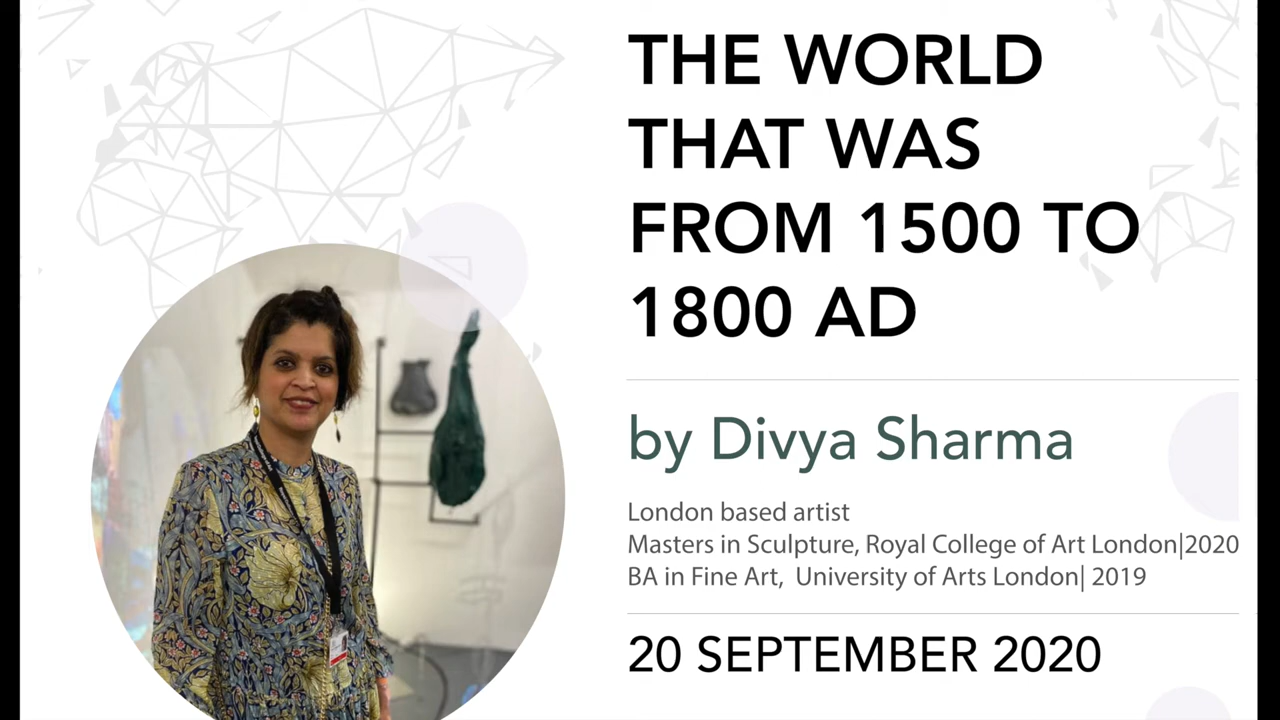 THE WORLD
THAT WAS
FROM 1500 TO
1800 AD
by Divya Sharma
London based artist
Masters in Sculpture, Royal College of Art London|2020
BA in Fine Art, University of Arts London| 2019
20 SEPTEMBER 2020